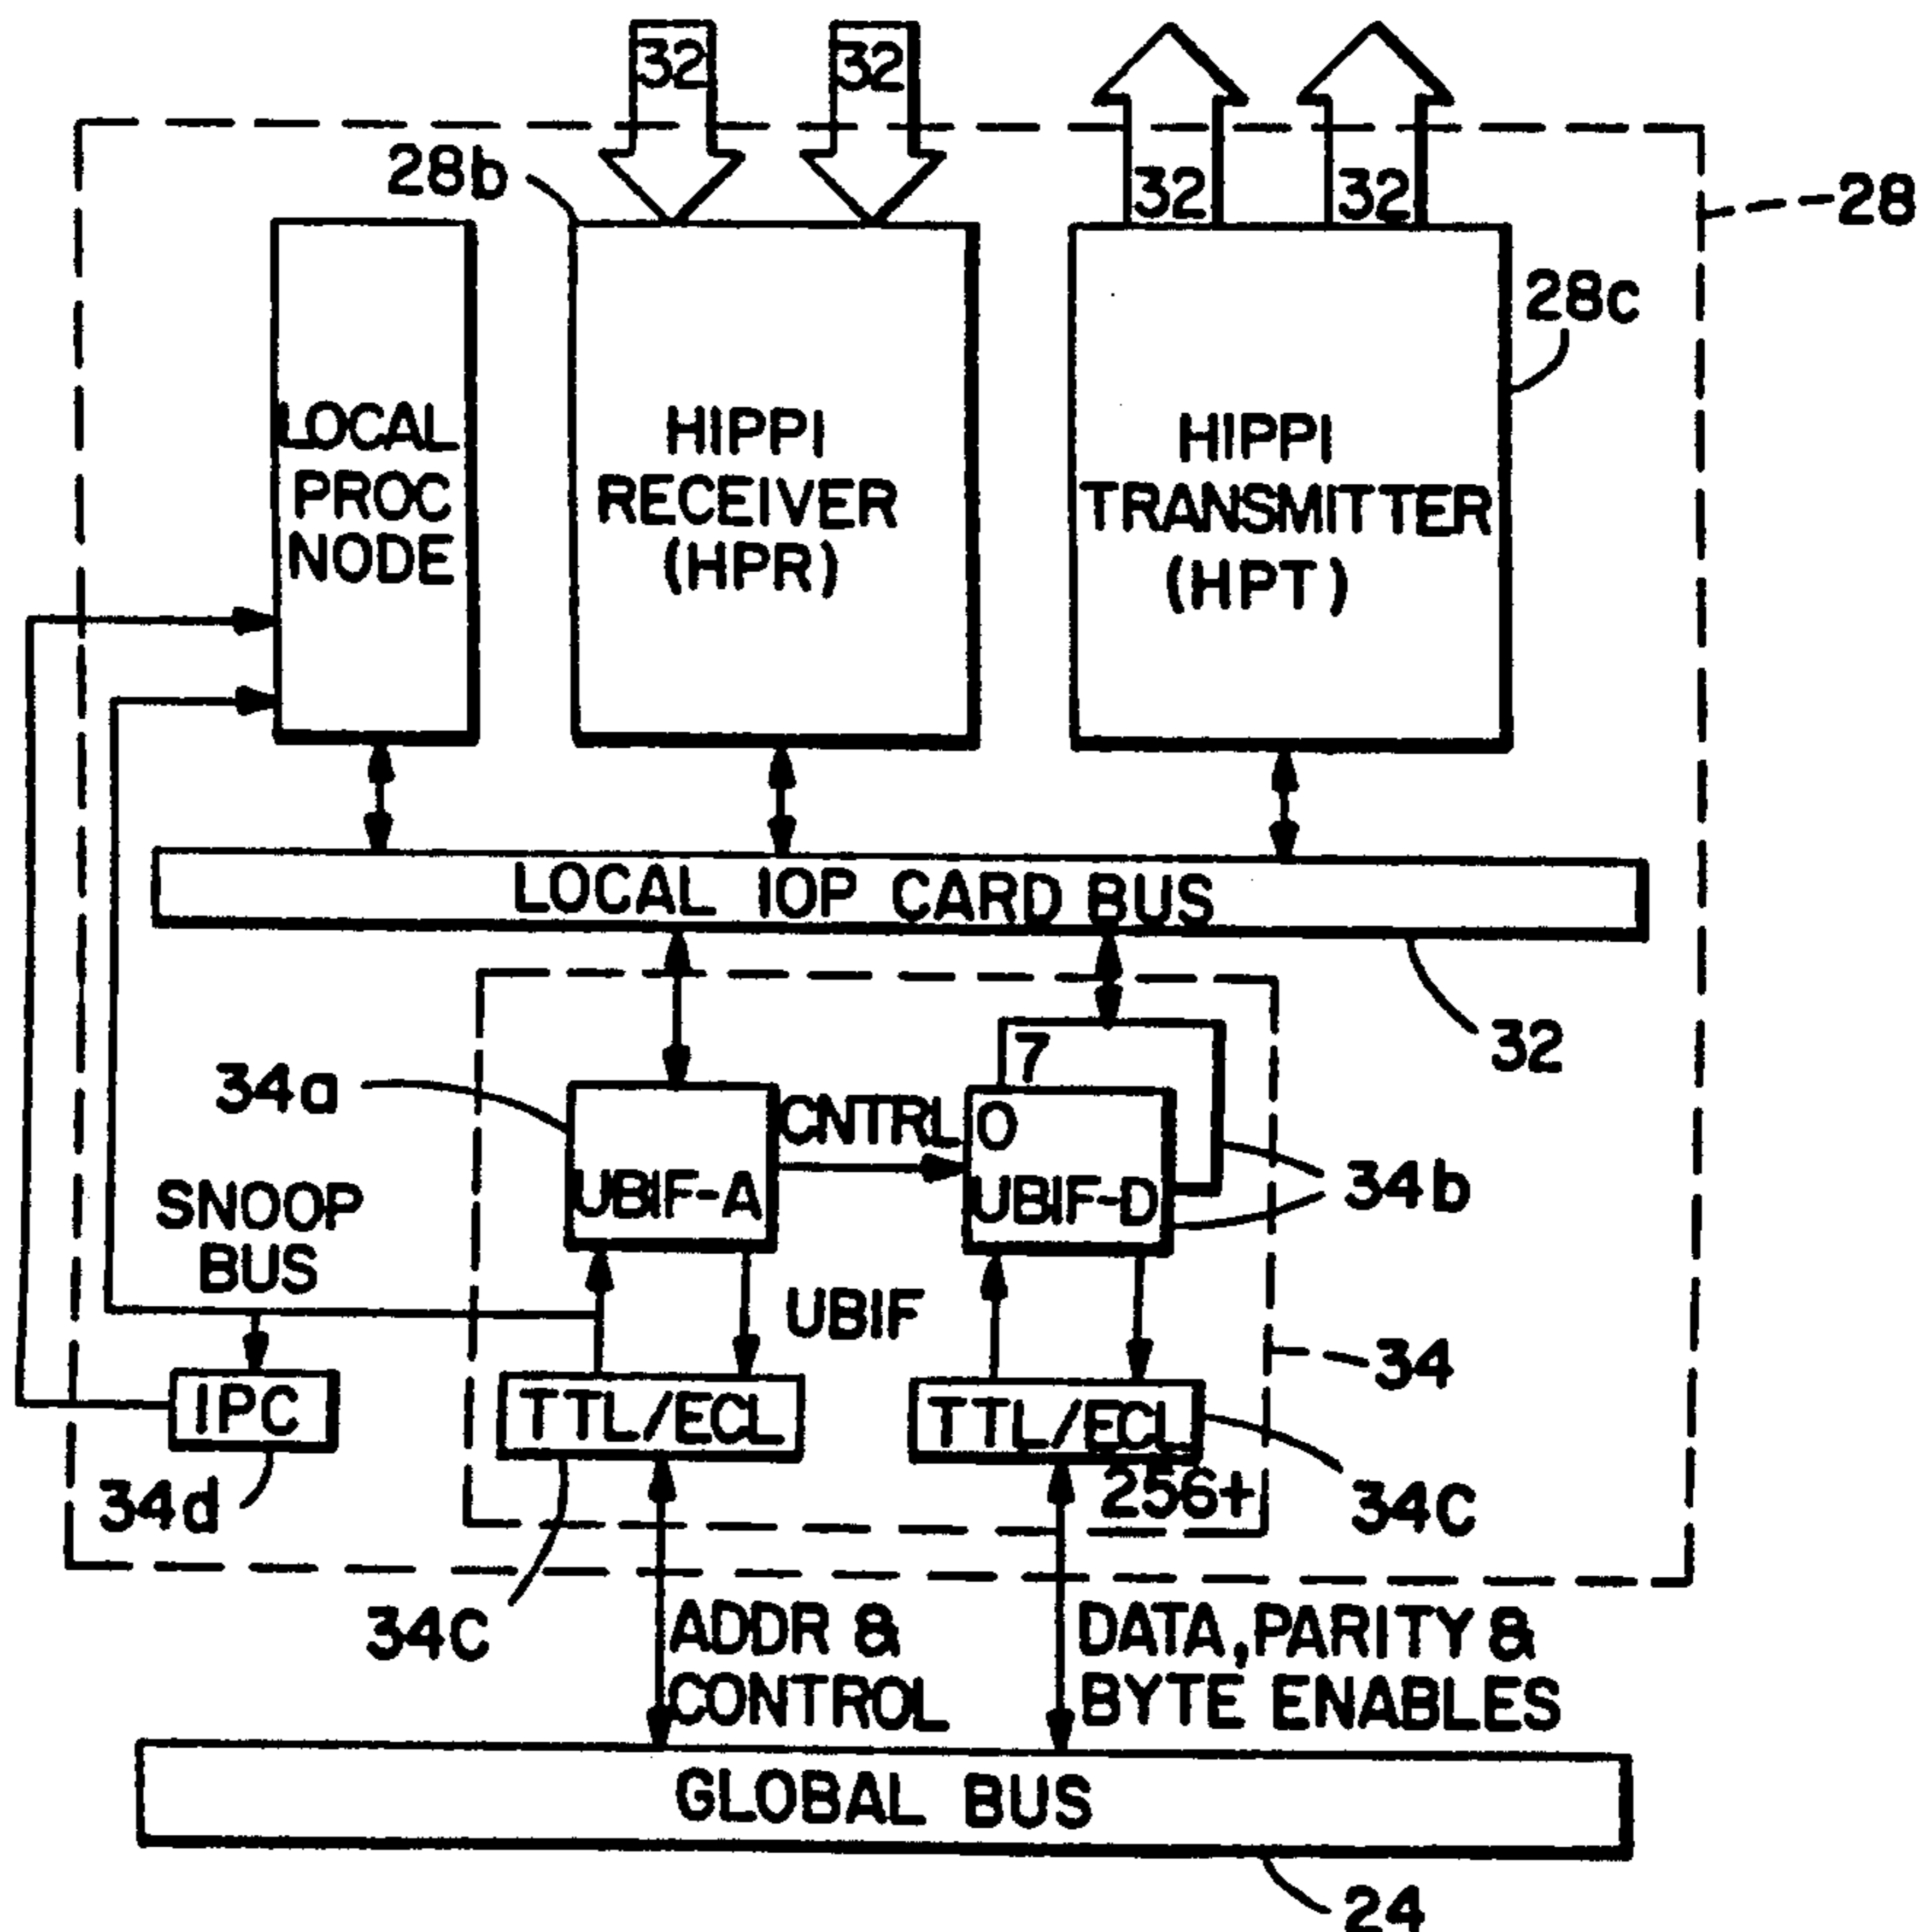 32
32
32
32
28b
28
28c
LOCAL
PROC
NODE
HIPPI
RECEIVER
(HPR)
HIPPI
TRANSMITTER
(HPT)
LOCAL IOP CARD BUS
32
34a
7
CNTRL
0
UBIF-A
UBIF-D
34b
SNOOP
BUS
UBIF
34
IPC
TTL/ECL
TTL/ECL
256+
34d
34C
34C
ADDR &
CONTROL
DATA, PARITY &
BYTE ENABLES
GLOBAL BUS
24